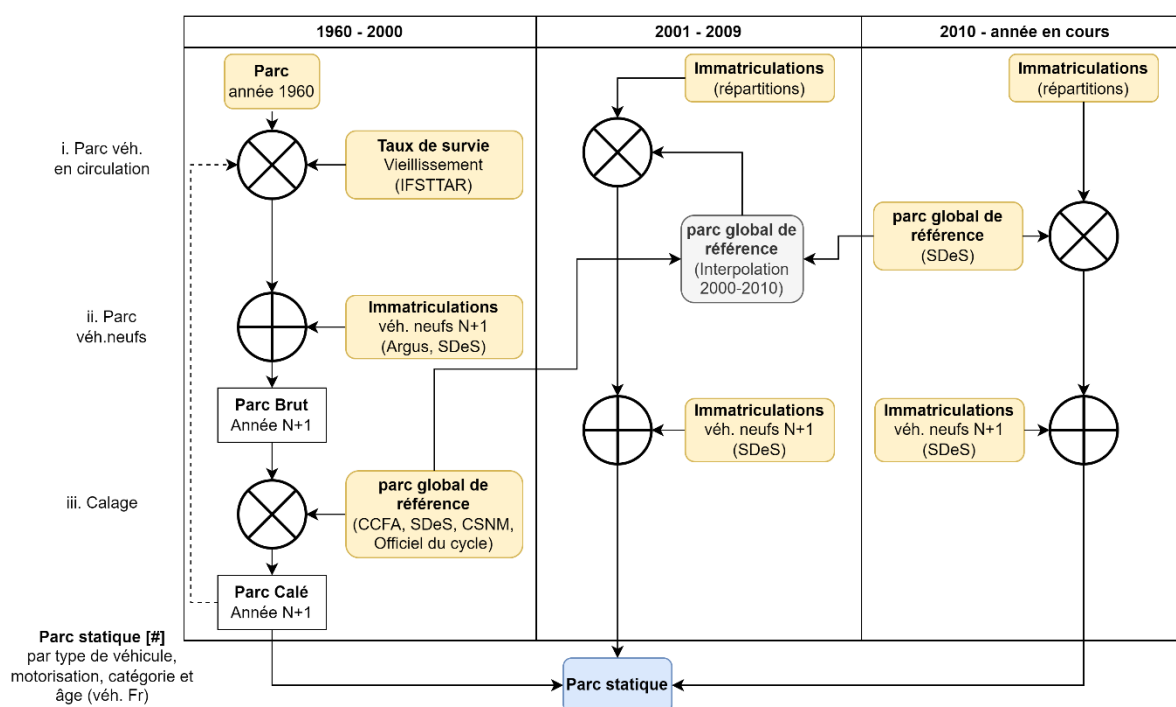 1960 - 2000
2001 - 2009
2010 - année en cours
Parc
année 1960
Immatriculations
(répartitions)
Immatriculations
(répartitions)
i. Parc véh.
en circulation
Taux de survie
Vieillissement
(IFSTTAR)
parc global de
référence
(Interpolation
2000-2010)
parc global de
référence
(SDeS)
ii. Parc
véh.neufs
Immatriculations
véh. neufs N+1
(Argus, SDeS)
Parc Brut
Année N+1
Immatriculations
véh. neufs N+1
(SDeS)
Immatriculations
véh. neufs N+1
(SDeS)
iii. Calage
parc global de
référence
(CCFA, SDeS, CSNM,
Officiel du cycle)
Parc Calé
Année N+1
Parc statique [#]
par type de véhicule,
motorisation, catégorie et
âge (véh. Fr)
Parc statique